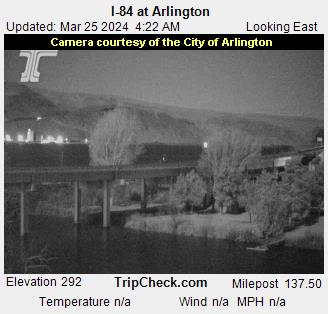 I-84 at Arlington
Updated: Mar 25 2024 4:22 AM Looking East
Camera courtesy of the City of Arlington
Elevation 292 TripCheck.com Milepost 137.50
Temperature n/a Wind n/a MPH n/a